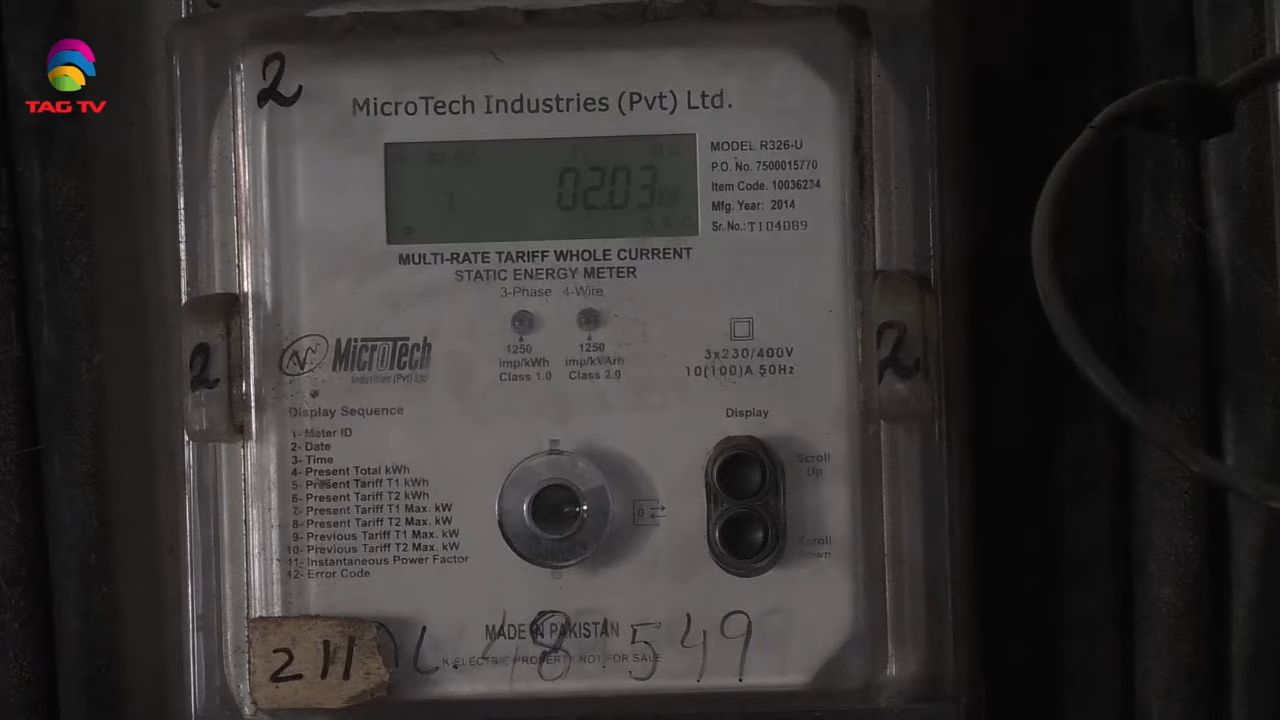 TAG TV
2
MicroTech Industries (Pvt) Ltd.
0203
MODEL R326-U
P.O. No. 7500015770
Item Code. 10036234
Mfg. Year: 2014
Sr. No.: T104089
MULTI-RATE TARIFF WHOLE CURRENT
STATIC ENERGY METER
3-Phase 4-Wire
1250 imp/kWh Class 1.0
1250 imp/kVArh Class 2.0
3x230/400V
10(100)A 50Hz
MicroTech
Industries (Pvt) Ltd
2
2
Display Sequence
1- Meter ID
2- Date
3- Time
4- Present Total kWh
5- Present Tariff T1 kWh
6- Present Tariff T2 kWh
7- Present Tariff T1 Max. kW
8- Present Tariff T2 Max. kW
9- Previous Tariff T1 Max. kW
10- Previous Tariff T2 Max. kW
11- Instantaneous Power Factor
12- Error Code
Display
Scroll Up
Scroll Down
0
MADE IN PAKISTAN
K-ELECTRIC PROPERTY NOT FOR SALE
211
48549